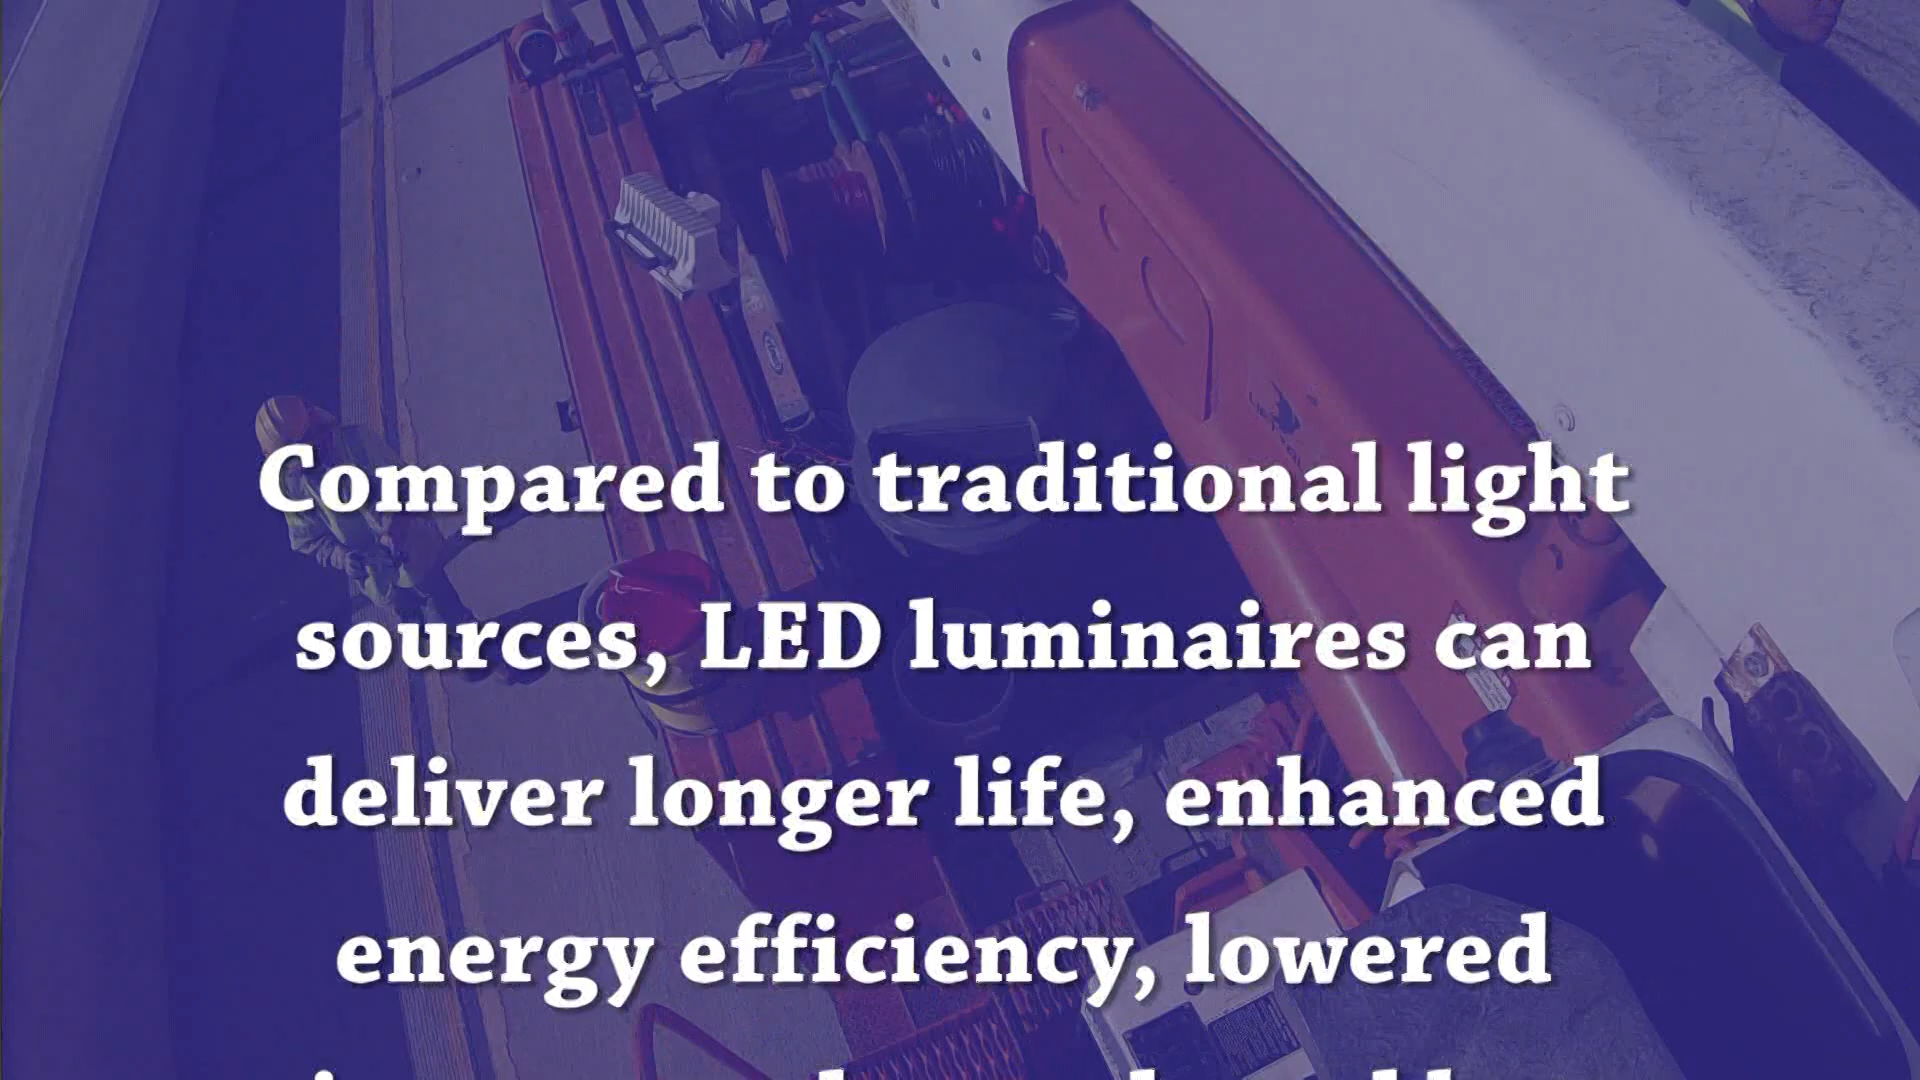 Compared to traditional light
sources, LED luminaires can
deliver longer life, enhanced
energy efficiency, lowered